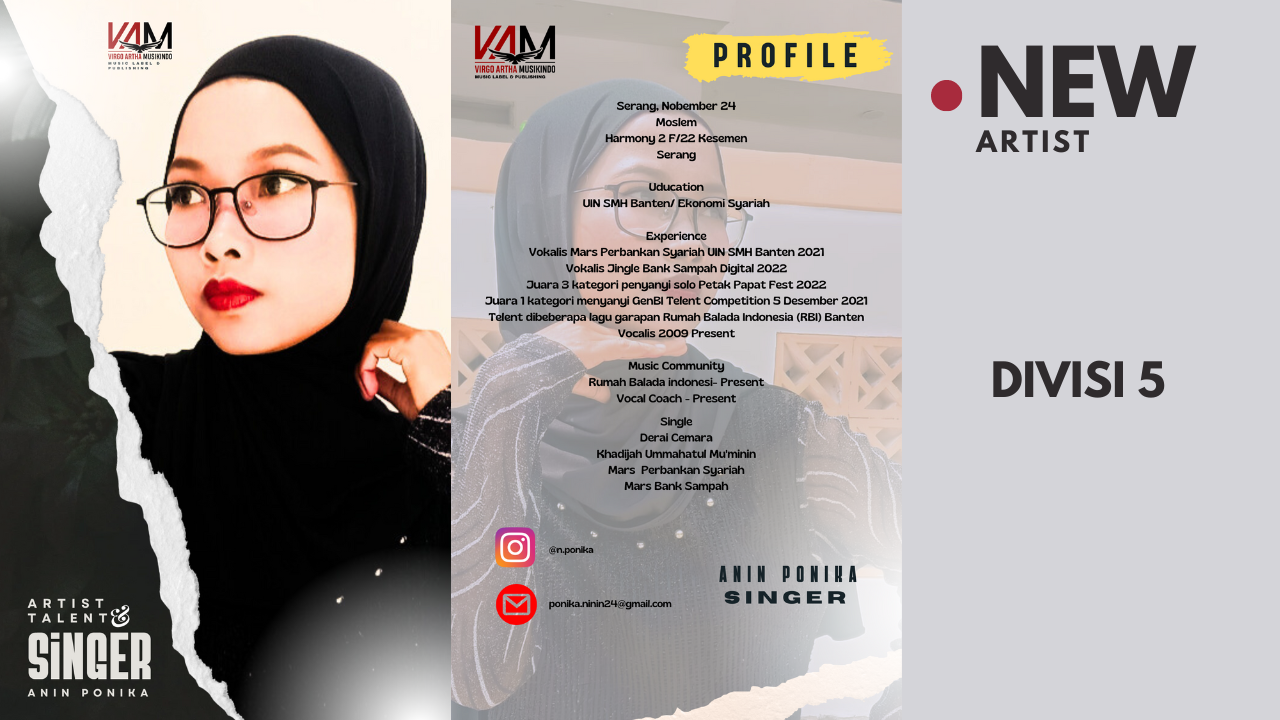 VAM
VIRGO ARTHA MUSIKINDO
MUSIC LABEL & PUBLISHING
ARTIST
TALENT &
SiNGER
ANIN PONIKA
VAM
VIRGO ARTHA MUSIKINDO
MUSIC LABEL & PUBLISHING
PROFILE
Serang, Nobember 24
Moslem
Harmony 2 F/22 Kesemen
Serang
Uducation
UIN SMH Banten/ Ekonomi Syariah
Experience
Vokalis Mars Perbankan Syariah UIN SMH Banten 2021
Vokalis Jingle Bank Sampah Digital 2022
Juara 3 kategori penyanyi solo Petak Papat Fest 2022
Juara 1 kategori menyanyi GenBI Telent Competition 5 Desember 2021
Telent dibeberapa lagu garapan Rumah Balada Indonesia (RBI) Banten
Vocalis 2009 Present
Music Community
Rumah Balada indonesi- Present
Vocal Coach - Present
Single
Derai Cemara
Khadijah Ummahatul Mu'minin
Mars Perbankan Syariah
Mars Bank Sampah
@n.ponika
ponika.ninin24@gmail.com
ANIN PONIKA
SINGER
NEW
ARTIST
DIVISI 5